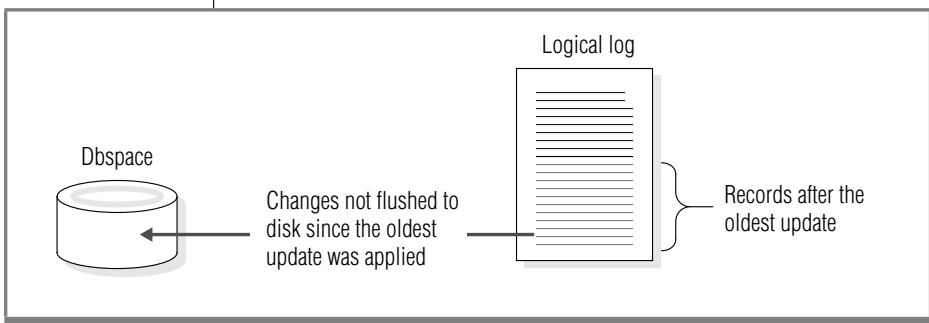 Logical log
Dbspace
Changes not flushed to
disk since the oldest
update was applied
Records after the
oldest update